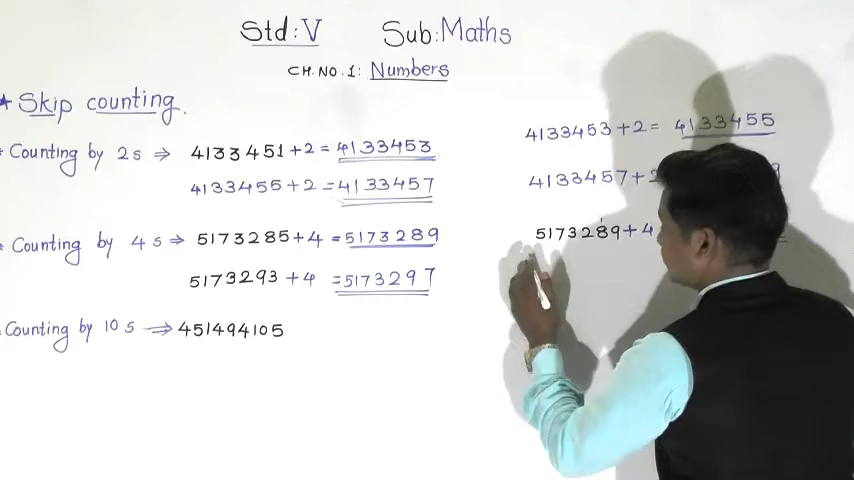 Std: V Sub: Maths
CH. NO. 1: Numbers
★ Skip counting.
Counting by 2s ⇒ 4133451+2 = 4133453
4133453+2 = 4133455
4133455+2 = 4133457
4133457+2
Counting by 4s ⇒ 5173285+4 = 5173289
5173289+4
5173293+4 = 5173297
Counting by 10s ⇒ 451494105